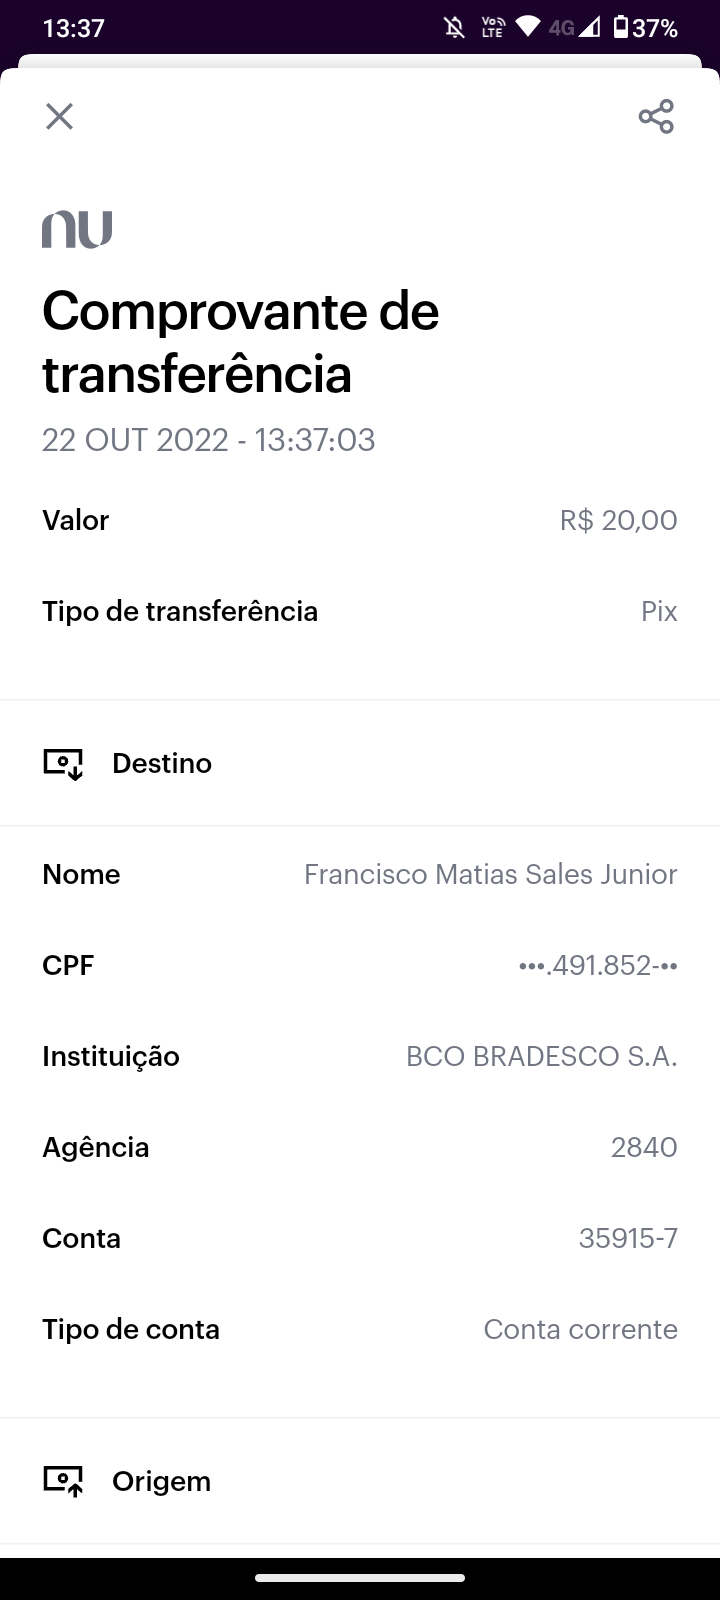 13:37
Vo LTE 4G 37%
nu
Comprovante de
transferência
22 OUT 2022 - 13:37:03
Valor R$ 20,00
Tipo de transferência Pix
Destino
Nome Francisco Matias Sales Junior
CPF •••.491.852-••
Instituição BCO BRADESCO S.A.
Agência 2840
Conta 35915-7
Tipo de conta Conta corrente
Origem